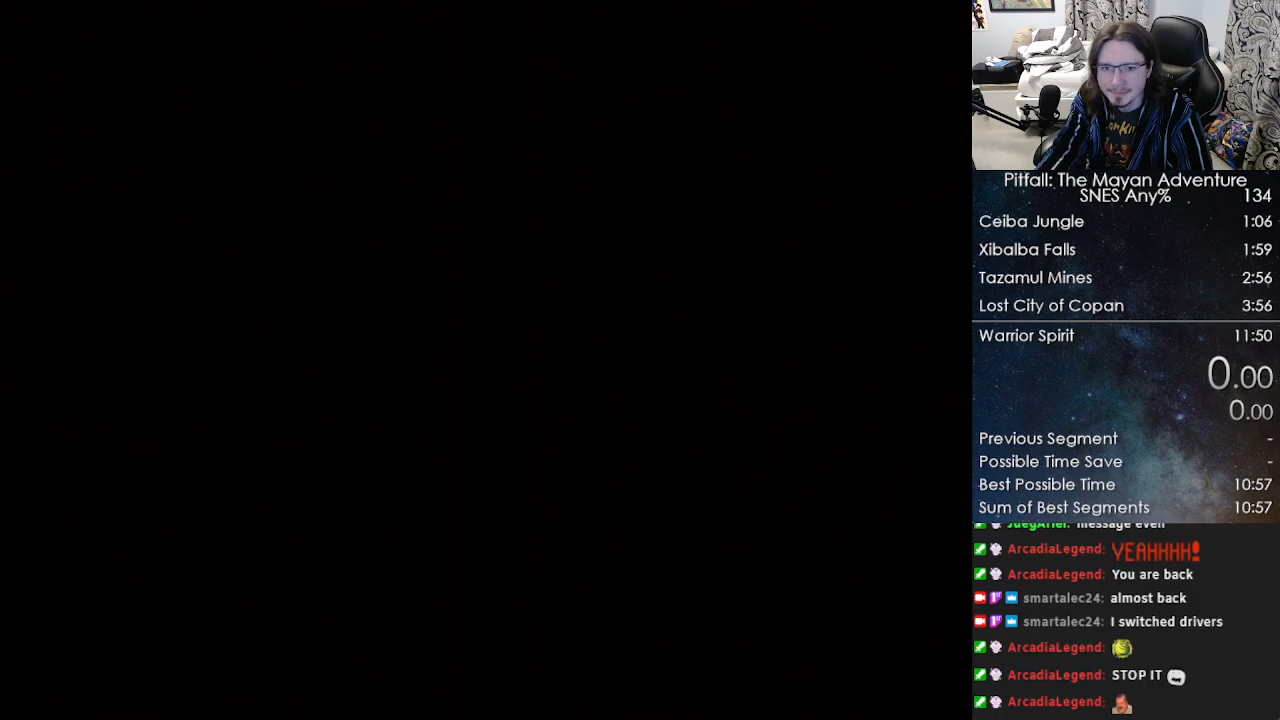 Pitfall: The Mayan Adventure
SNES Any% 134
Ceiba Jungle 1:06
Xibalba Falls 1:59
Tazamul Mines 2:56
Lost City of Copan 3:56
Warrior Spirit 11:50
0.00
0.00
Previous Segment -
Possible Time Save -
Best Possible Time 10:57
Sum of Best Segments 10:57
JuegArler: message even
ArcadiaLegend: YEAHHHH!
ArcadiaLegend: You are back
smartalec24: almost back
smartalec24: I switched drivers
ArcadiaLegend:
ArcadiaLegend: STOP IT
ArcadiaLegend: